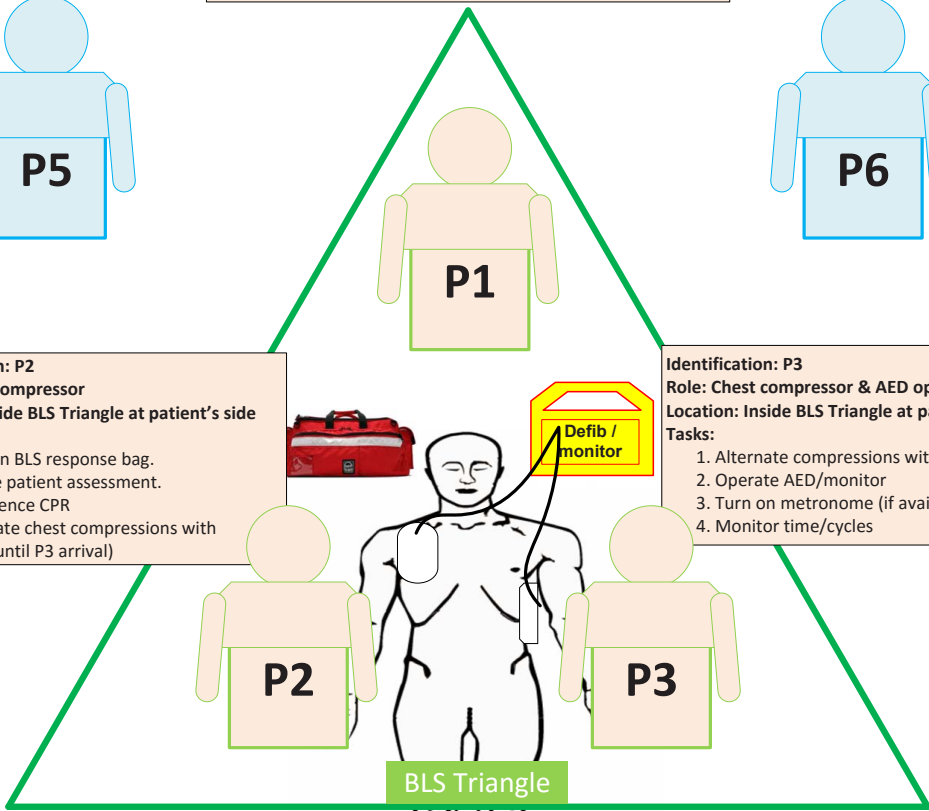 P5
P6
P1
n: P2
ompressor
ide BLS Triangle at patient's side
n BLS response bag.
e patient assessment.
ence CPR
ate chest compressions with
until P3 arrival)
Identification: P3
Role: Chest compressor & AED op
Location: Inside BLS Triangle at pa
Tasks:
1. Alternate compressions wit
2. Operate AED/monitor
3. Turn on metronome (if avai
4. Monitor time/cycles
Defib /
monitor
P2
P3
BLS Triangle